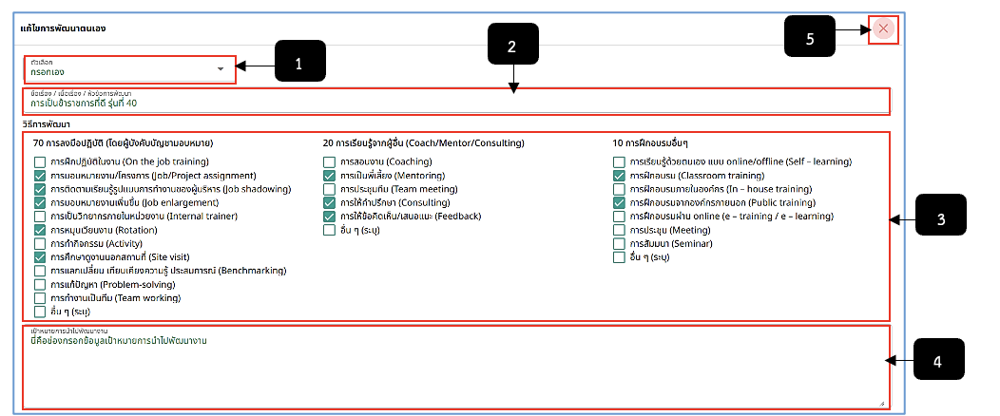 แก้ไขการพัฒนาตนเอง
5
2
ตัวเลือก
กรอกเอง
1
ชื่อเรื่อง / เนื้อเรื่อง / หัวข้อการพัฒนา
การเป็นข้าราชการที่ดี รุ่นที่ 40
วิธีการพัฒนา
70 การลงมือปฏิบัติ (โดยผู้บังคับบัญชามอบหมาย)
การฝึกปฏิบัติในงาน (On the job training)
การมอบหมายงาน/โครงการ (Job/Project assignment)
การติดตามเรียนรู้รูปแบบการทำงานของผู้บริหาร (Job shadowing)
การมอบหมายงานเพิ่มขึ้น (Job enlargement)
การเป็นวิทยากรภายในหน่วยงาน (Internal trainer)
การหมุนเวียนงาน (Rotation)
การทำกิจกรรม (Activity)
การศึกษาดูงานนอกสถานที่ (Site visit)
การแลกเปลี่ยน เทียบเคียงความรู้ ประสบการณ์ (Benchmarking)
การแก้ปัญหา (Problem-solving)
การทำงานเป็นทีม (Team working)
อื่น ๆ (ระบุ)
20 การเรียนรู้จากผู้อื่น (Coach/Mentor/Consulting)
การสอนงาน (Coaching)
การเป็นพี่เลี้ยง (Mentoring)
การประชุมทีม (Team meeting)
การให้คำปรึกษา (Consulting)
การให้ข้อคิดเห็น/เสนอแนะ (Feedback)
อื่น ๆ (ระบุ)
10 การฝึกอบรมอื่นๆ
การเรียนรู้ด้วยตนเอง แบบ online/offline (Self – learning)
การฝึกอบรม (Classroom training)
การฝึกอบรมภายในองค์กร (In – house training)
การฝึกอบรมจากองค์กรภายนอก (Public training)
การฝึกอบรมผ่าน online (e – training / e – learning)
การประชุม (Meeting)
การสัมมนา (Seminar)
อื่น ๆ (ระบุ)
3
เป้าหมายการนำไปพัฒนางาน
นี่คือช่องกรอกข้อมูลเป้าหมายการนำไปพัฒนางาน
4